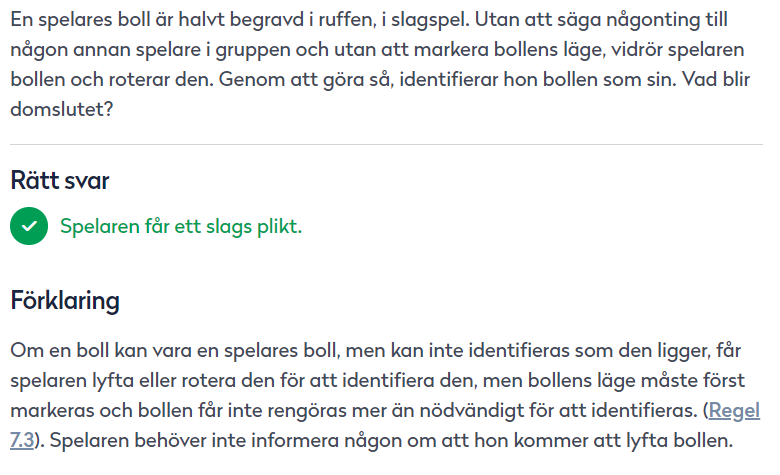 En spelares boll är halvt begravd i ruffen, i slagspel. Utan att säga någonting till
någon annan spelare i gruppen och utan att markera bollens läge, vidrör spelaren
bollen och roterar den. Genom att göra så, identifierar hon bollen som sin. Vad blir
domslutet?
Rätt svar
Spelaren får ett slags plikt.
Förklaring
Om en boll kan vara en spelares boll, men kan inte identifieras som den ligger, får
spelaren lyfta eller rotera den för att identifiera den, men bollens läge måste först
markeras och bollen får inte rengöras mer än nödvändigt för att identifieras. (Regel
7.3). Spelaren behöver inte informera någon om att hon kommer att lyfta bollen.